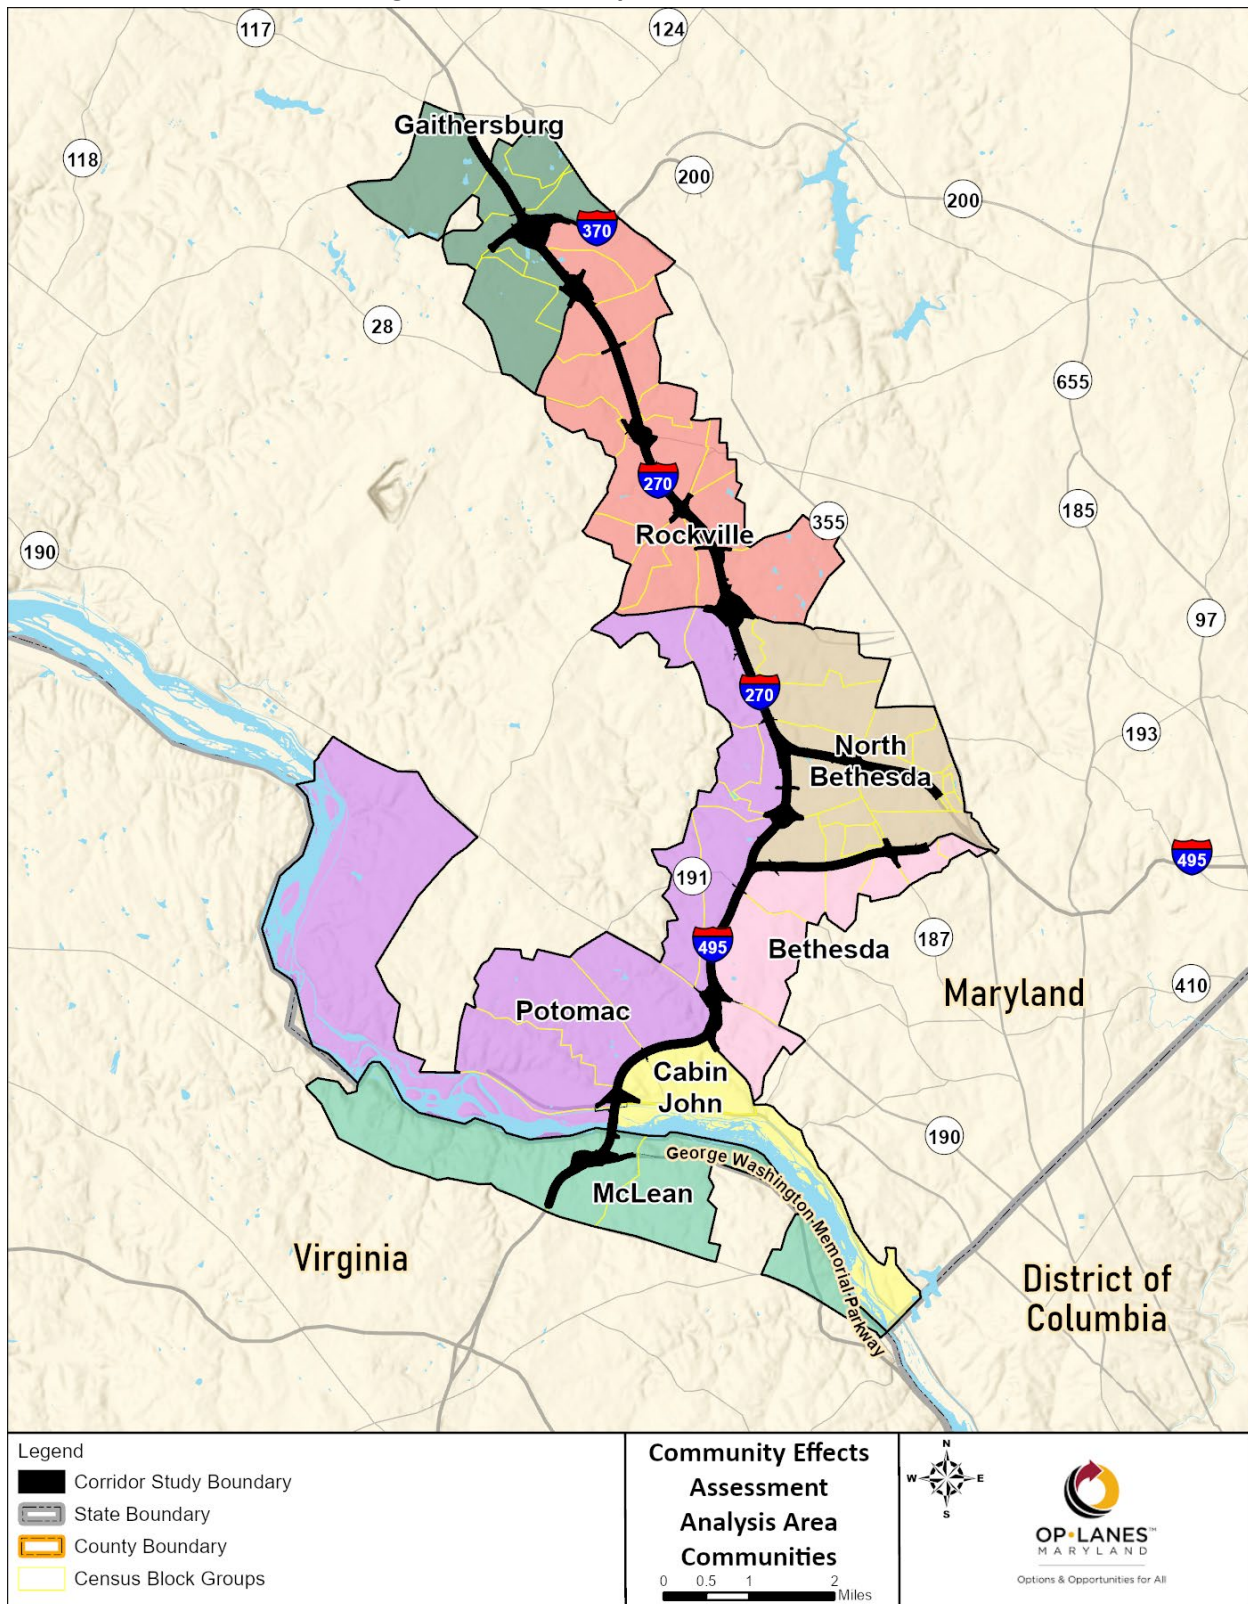 117
124
Gaithersburg
118
200
200
370
28
655
270
355
185
Rockville
190
97
270
193
North
Bethesda
495
191
187
495
Bethesda
Maryland
410
Potomac
Cabin
John
190
George Washington Memorial Parkway
McLean
Virginia
District of
Columbia
Legend
Corridor Study Boundary
State Boundary
County Boundary
Census Block Groups
Community Effects
Assessment
Analysis Area
Communities
0 0.5 1 2
Miles
N
W E
S
OP•LANES™
MARYLAND
Options & Opportunities for All